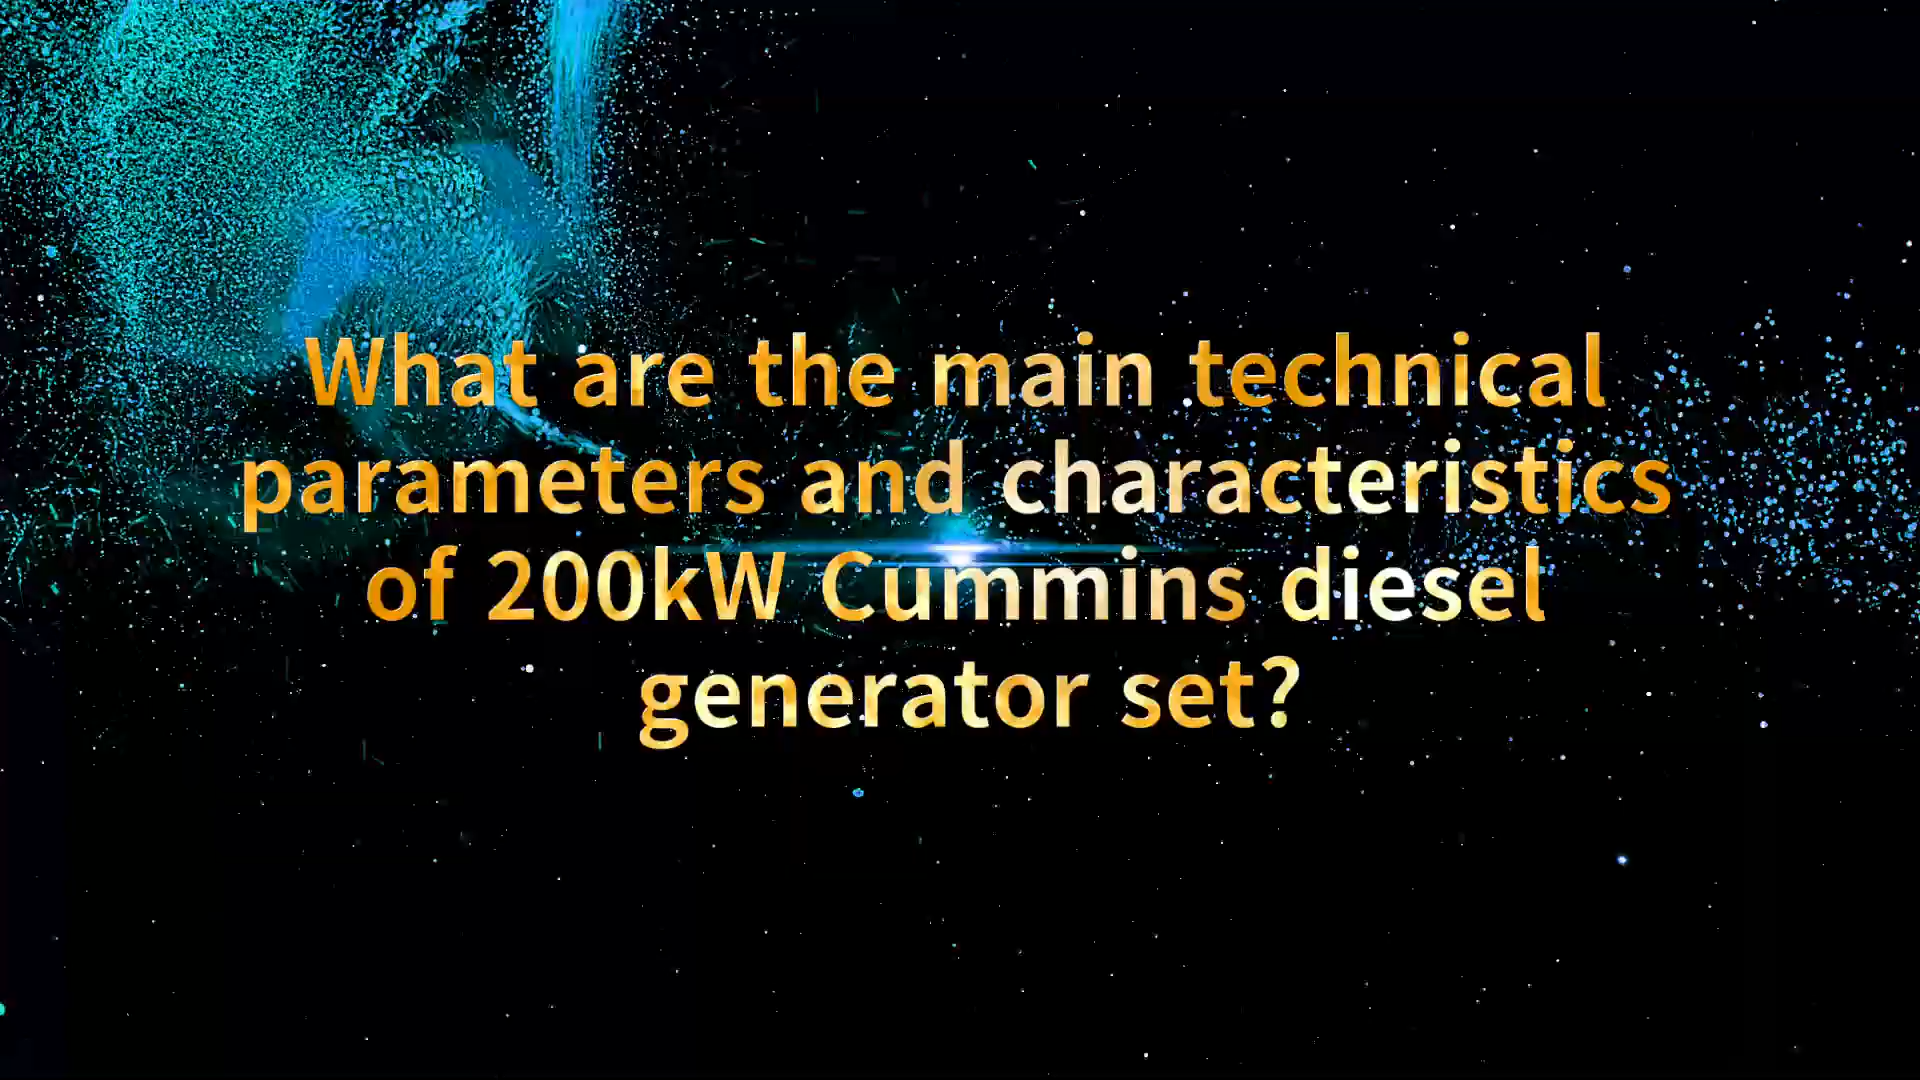 What are the main technical
parameters and characteristics
of 200kW Cummins diesel
generator set?